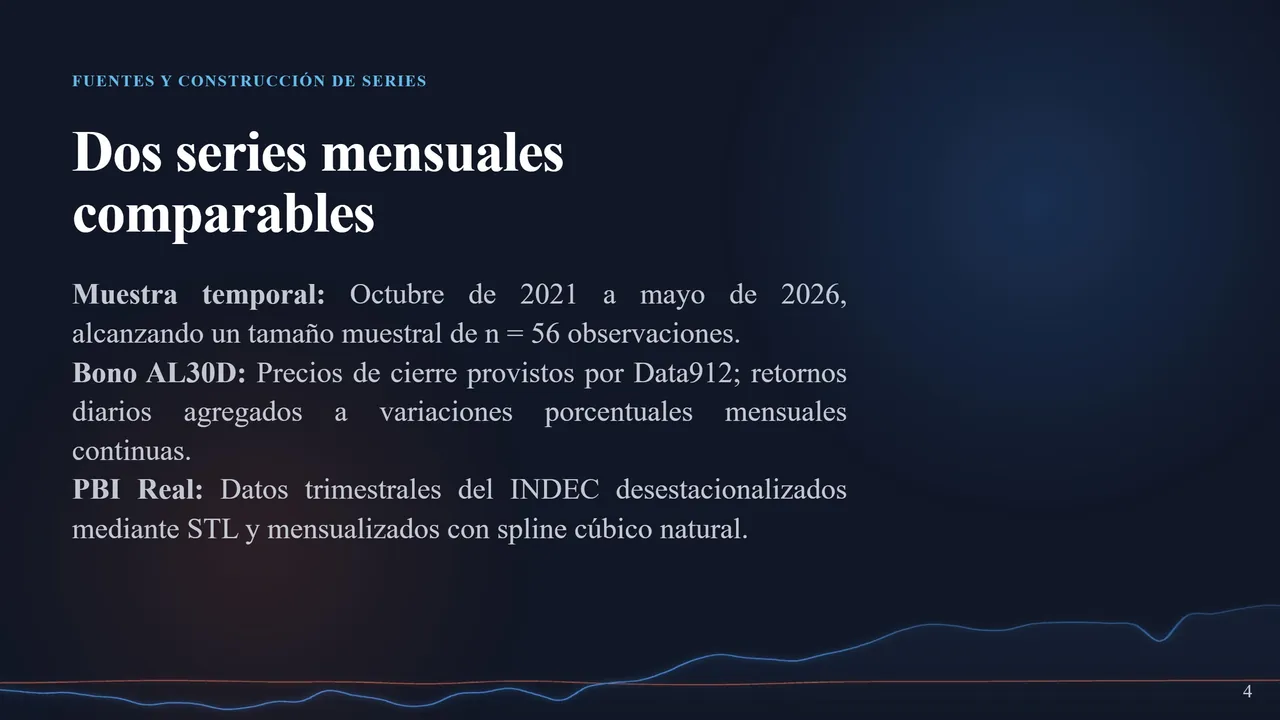 FUENTES Y CONSTRUCCIÓN DE SERIES
Dos series mensuales
comparables
Muestra temporal: Octubre de 2021 a mayo de 2026,
alcanzando un tamaño muestral de n = 56 observaciones.
Bono AL30D: Precios de cierre provistos por Data912; retornos
diarios agregados a variaciones porcentuales mensuales
continuas.
PBI Real: Datos trimestrales del INDEC desestacionalizados
mediante STL y mensualizados con spline cúbico natural.
4